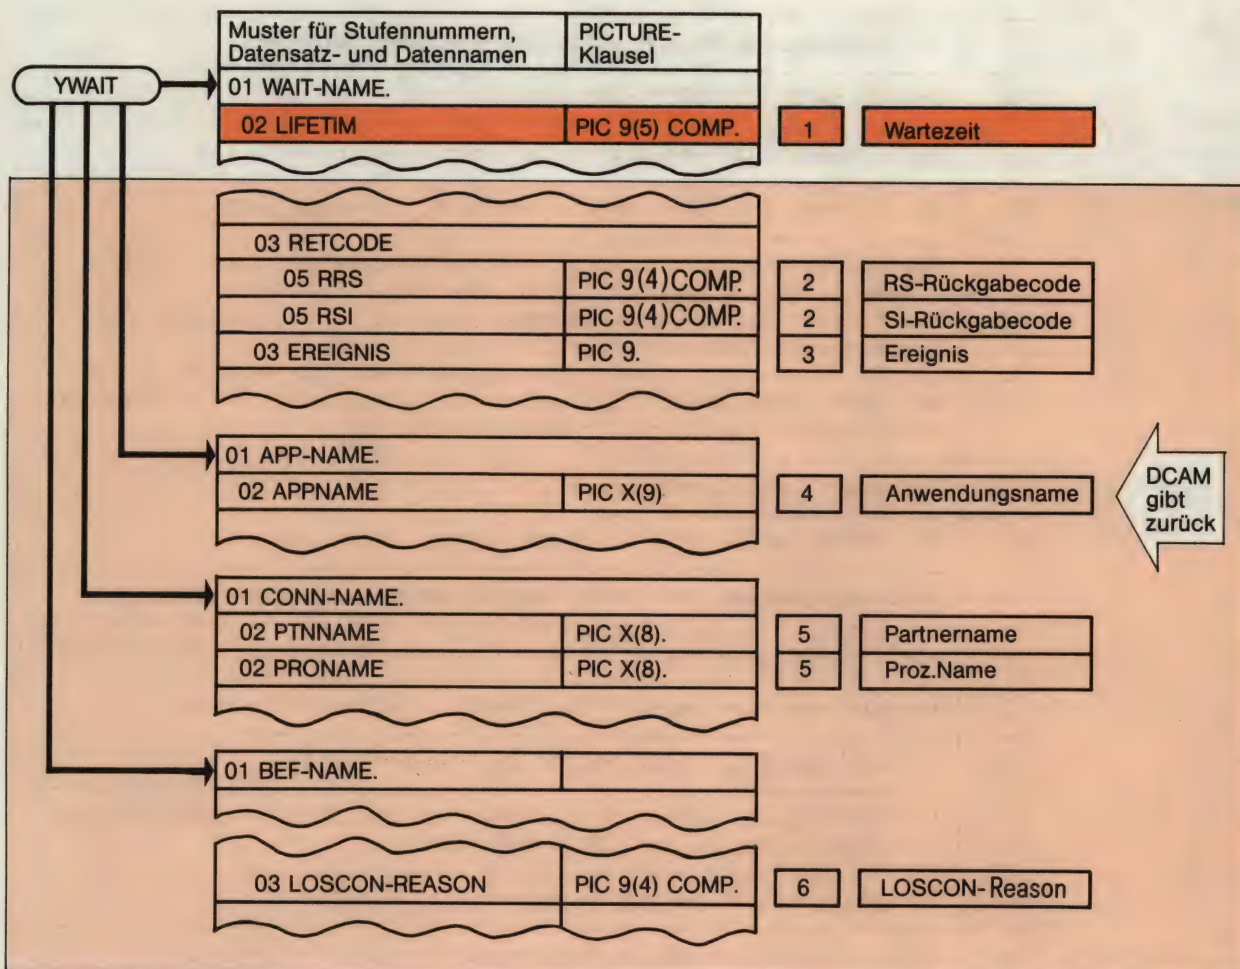 Muster für Stufennummern,
Datensatz- und Datennamen
PICTURE-
Klausel
YWAIT
01 WAIT-NAME.
02 LIFETIM PIC 9(5) COMP. 1 Wartezeit
03 RETCODE
05 RRS PIC 9(4)COMP. 2 RS-Rückgabecode
05 RSI PIC 9(4)COMP. 2 SI-Rückgabecode
03 EREIGNIS PIC 9. 3 Ereignis
01 APP-NAME.
02 APPNAME PIC X(9) 4 Anwendungsname
DCAM
gibt
zurück
01 CONN-NAME.
02 PTNNAME PIC X(8). 5 Partnername
02 PRONAME PIC X(8). 5 Proz.Name
01 BEF-NAME.
03 LOSCON-REASON PIC 9(4) COMP. 6 LOSCON-Reason